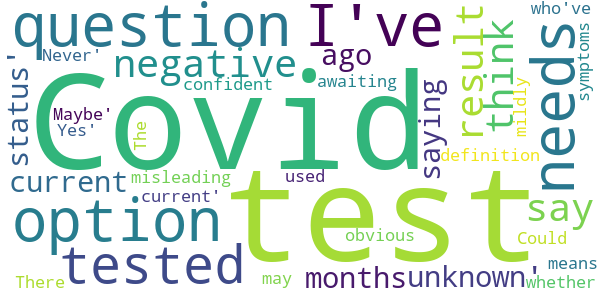 question I've who've
Never' ago
negative result think symptoms
confident awaiting
Covid needs
status' Maybe' Yes' The saying mildly
definition
current misleading used
current' say
option test
obvious Could
tested means
There may months unknown' whether